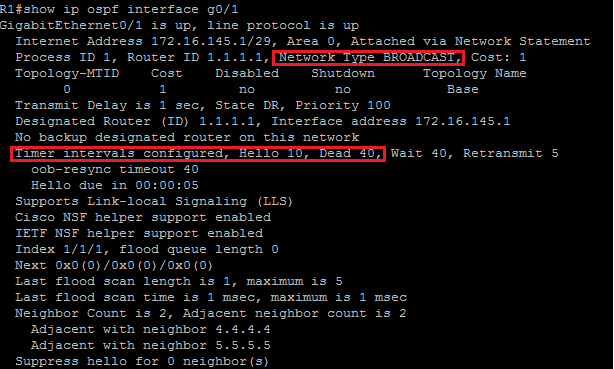 R1#show ip ospf interface g0/1
GigabitEthernet0/1 is up, line protocol is up
Internet Address 172.16.145.1/29, Area 0, Attached via Network Statement
Process ID 1, Router ID 1.1.1.1, Network Type BROADCAST, Cost: 1
Topology-MTID Cost Disabled Shutdown Topology Name
0 1 no no Base
Transmit Delay is 1 sec, State DR, Priority 100
Designated Router (ID) 1.1.1.1, Interface address 172.16.145.1
No backup designated router on this network
Timer intervals configured, Hello 10, Dead 40, Wait 40, Retransmit 5
oob-resync timeout 40
Hello due in 00:00:05
Supports Link-local Signaling (LLS)
Cisco NSF helper support enabled
IETF NSF helper support enabled
Index 1/1/1, flood queue length 0
Next 0x0(0)/0x0(0)/0x0(0)
Last flood scan length is 1, maximum is 5
Last flood scan time is 1 msec, maximum is 1 msec
Neighbor Count is 2, Adjacent neighbor count is 2
Adjacent with neighbor 4.4.4.4
Adjacent with neighbor 5.5.5.5
Suppress hello for 0 neighbor(s)